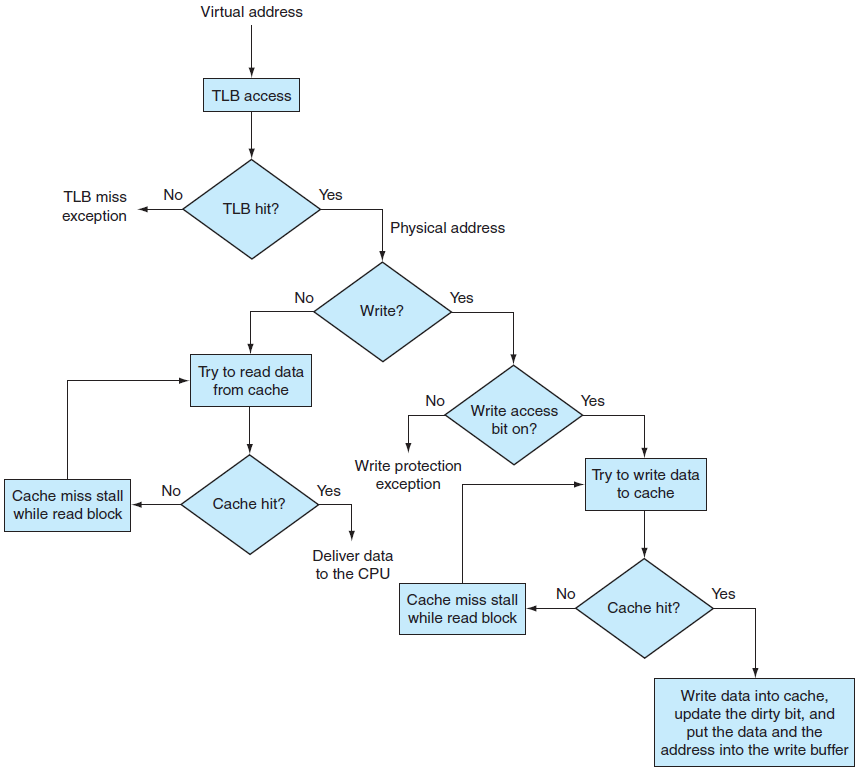 Virtual address
TLB access
TLB hit?
No
Yes
TLB miss
exception
Physical address
Write?
No
Yes
Try to read data
from cache
Write access
bit on?
No
Yes
Write protection
exception
Try to write data
to cache
Cache hit?
No
Yes
Cache miss stall
while read block
Deliver data
to the CPU
Cache miss stall
while read block
Cache hit?
No
Yes
Write data into cache,
update the dirty bit, and
put the data and the
address into the write buffer